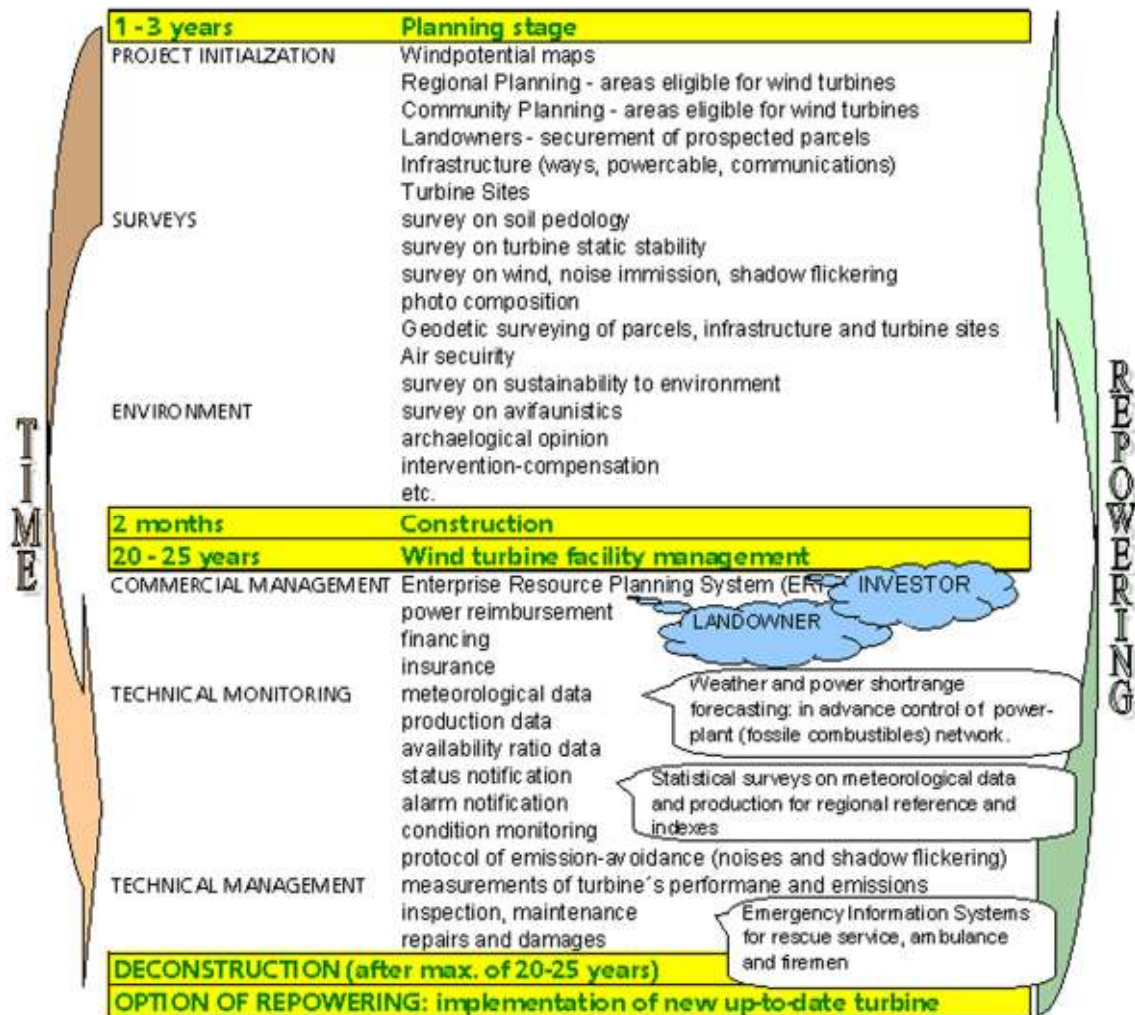 1 - 3 years Planning stage
PROJECT INITIALZATION Windpotential maps
Regional Planning - areas eligible for wind turbines
Community Planning - areas eligible for wind turbines
Landowners - securement of prospected parcels
Infrastructure (ways, powercable, communications)
Turbine Sites
SURVEYS survey on soil pedology
survey on turbine static stability
survey on wind, noise immission, shadow flickering
photo composition
Geodetic surveying of parcels, infrastructure and turbine sites
Air secuirity
survey on sustainability to environment
ENVIRONMENT survey on avifaunistics
archaelogical opinion
intervention-compensation
etc.
2 months Construction
20 - 25 years Wind turbine facility management
COMMERCIAL MANAGEMENT Enterprise Resource Planning System (ERP
power reimbursement
financing
insurance
INVESTOR
LANDOWNER
TECHNICAL MONITORING meteorological data
production data
availability ratio data
status notification
alarm notification
condition monitoring
protocol of emission-avoidance (noises and shadow flickering)
Weather and power shortrange
forecasting: in advance control of power-
plant (fossile combustibles) network.
Statistical surveys on meteorological data
and production for regional reference and
indexes
TECHNICAL MANAGEMENT measurements of turbine´s performane and emissions
inspection, maintenance
repairs and damages
Emergency Information Systems
for rescue service, ambulance
and firemen
DECONSTRUCTION (after max. of 20-25 years)
OPTION OF REPOWERING: implementation of new up-to-date turbine
TIME
REPOWERING